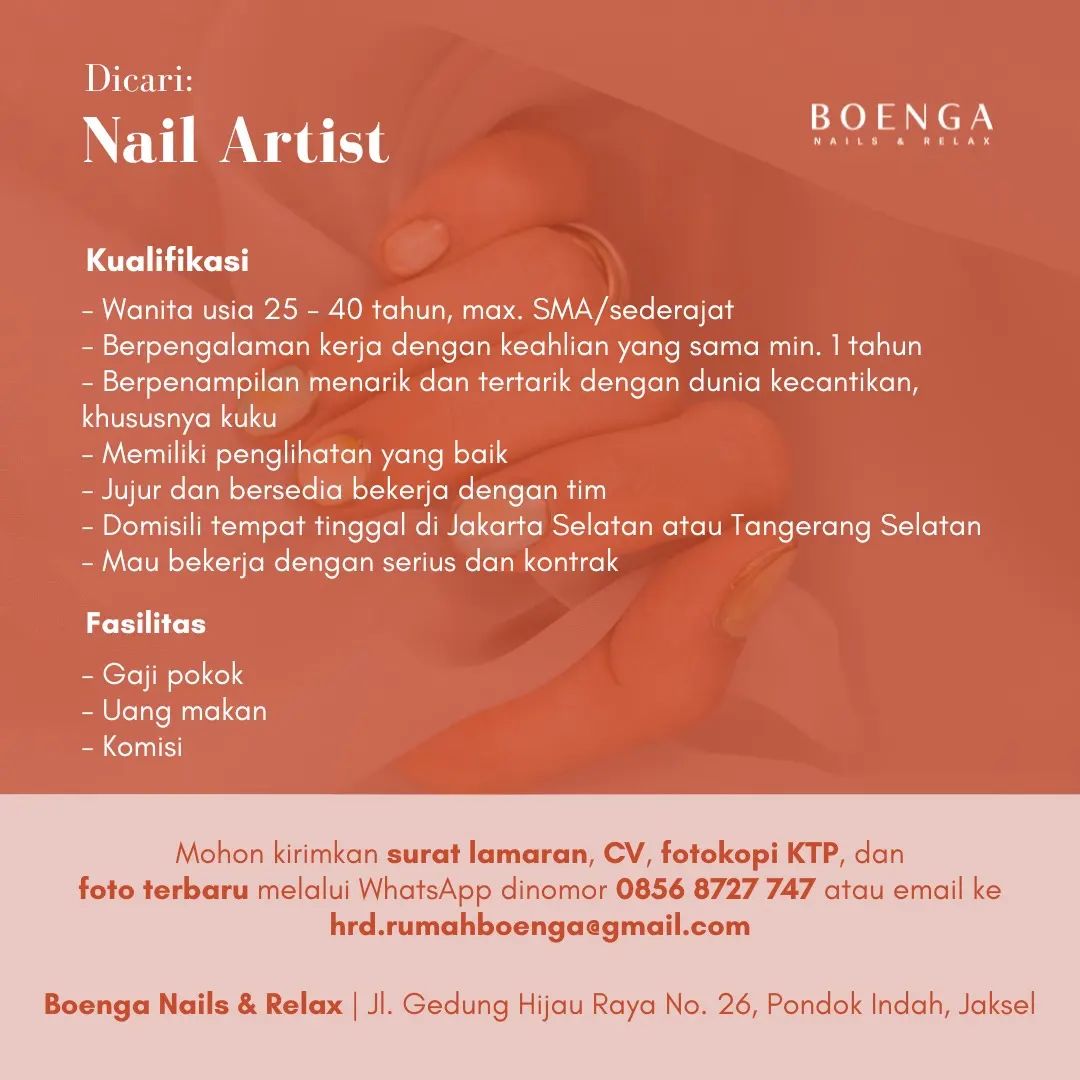 Dicari:
Nail Artist
BOENGA
NAILS & RELAX
Kualifikasi
- Wanita usia 25 - 40 tahun, max. SMA/sederajat
- Berpengalaman kerja dengan keahlian yang sama min. 1 tahun
- Berpenampilan menarik dan tertarik dengan dunia kecantikan,
khususnya kuku
- Memiliki penglihatan yang baik
- Jujur dan bersedia bekerja dengan tim
- Domisili tempat tinggal di Jakarta Selatan atau Tangerang Selatan
- Mau bekerja dengan serius dan kontrak
Fasilitas
- Gaji pokok
- Uang makan
- Komisi
Mohon kirimkan surat lamaran, CV, fotokopi KTP, dan
foto terbaru melalui WhatsApp dinomor 0856 8727 747 atau email ke
hrd.rumahboenga@gmail.com
Boenga Nails & Relax | Jl. Gedung Hijau Raya No. 26, Pondok Indah, Jaksel